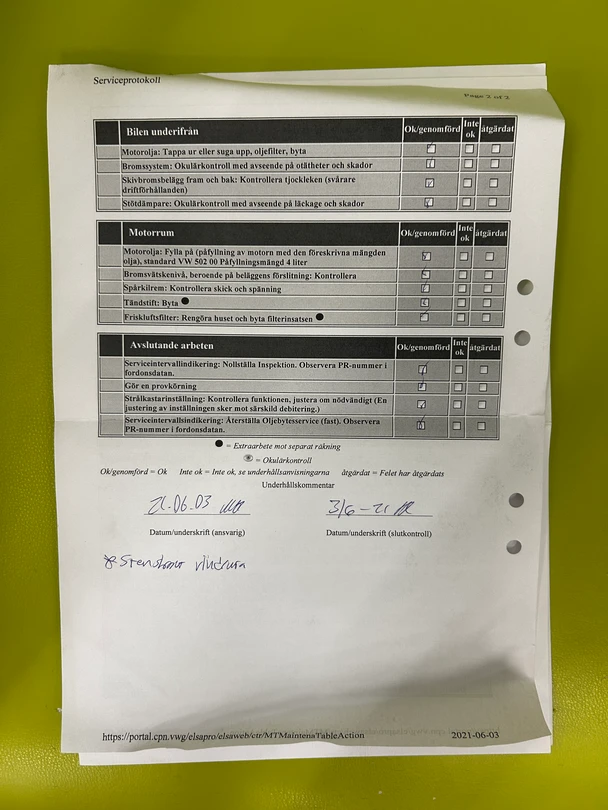 Serviceprotokoll
Page 2 of 2
Bilen underifrån Ok/genomförd Inte ok åtgärdat
Motorolja: Tappa ur eller suga upp, oljefilter, byta
Bromssystem: Okulärkontroll med avseende på otätheter och skador
Skivbromsbelägg fram och bak: Kontrollera tjockleken (svårare
driftförhållanden)
Stötdämpare: Okulärkontroll med avseende på läckage och skador
Motorrum Ok/genomförd Inte ok åtgärdat
Motorolja: Fylla på (påfyllning av motorn med den föreskrivna mängden
olja), standard VW 502 00 Påfyllningsmängd 4 liter
Bromsvätskenivå, beroende på beläggens förslitning: Kontrollera
Spårkilrem: Kontrollera skick och spänning
Tändstift: Byta ●
Friskluftsfilter: Rengöra huset och byta filterinsatsen ●
Avslutande arbeten Ok/genomförd Inte ok åtgärdat
Serviceintervallindikering: Nollställa Inspektion. Observera PR-nummer i
fordonsdatan.
Gör en provkörning
Strålkastarinställning: Kontrollera funktionen, justera om nödvändigt (En
justering av inställningen sker mot särskild debitering.)
Serviceintervallsindikering: Återställa Oljebytesservice (fast). Observera
PR-nummer i fordonsdatan.
● = Extraarbete mot separat räkning
= Okulärkontroll
Ok/genomförd = Ok Inte ok = Inte ok, se underhållsanvisningarna åtgärdat = Felet har åtgärdats
Underhållskommentar
21.06.03 3/6-21
Datum/underskrift (ansvarig) Datum/underskrift (slutkontroll)
vindruta
https://portal.cpn.vwg/elsapro/elsaweb/ctr/MTMaintenaTableAction 2021-06-03